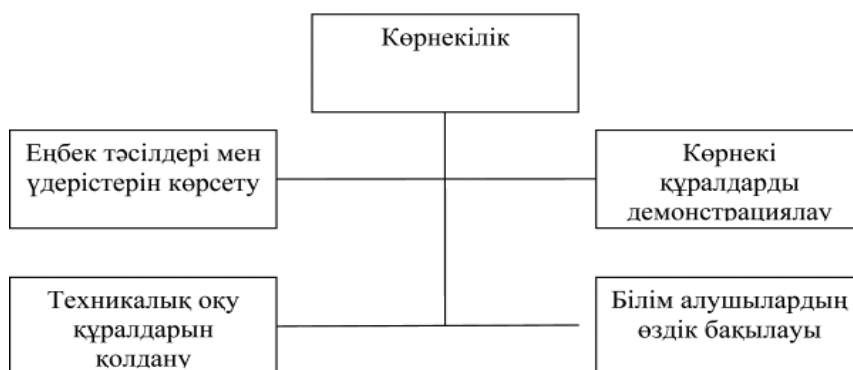 Көрнекілік
Еңбек тәсілдері мен
үдерістерін көрсету
Көрнекі
құралдарды
демонстрациялау
Техникалық оқу
құралдарын
қолдану
Білім алушылардың
өздік бақылауы